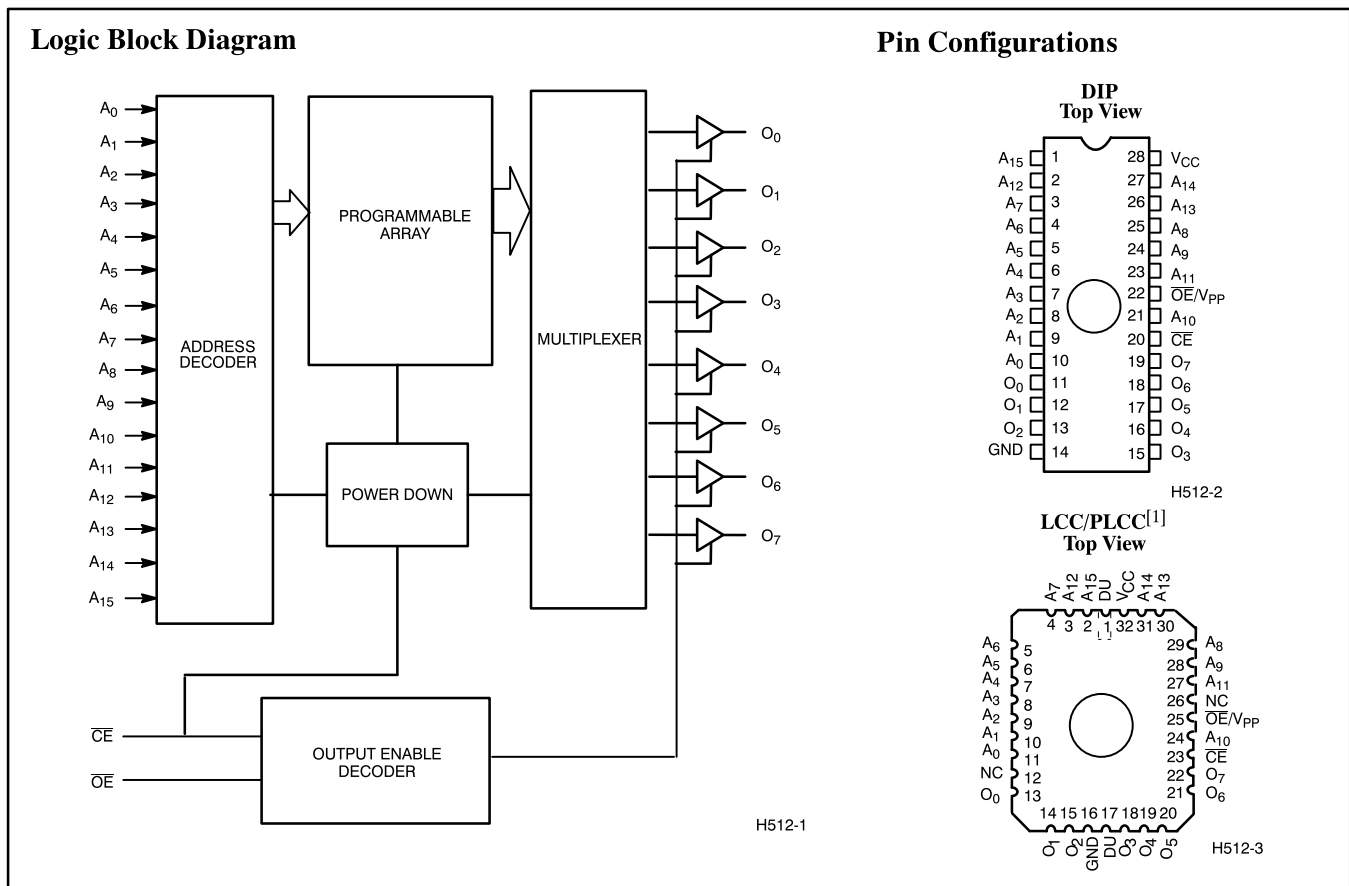 Logic Block Diagram
A0
A1
A2
A3
A4
A5
A6
A7
A8
A9
A10
A11
A12
A13
A14
A15
ADDRESS
DECODER
PROGRAMMABLE
ARRAY
POWER DOWN
MULTIPLEXER
O0
O1
O2
O3
O4
O5
O6
O7
CE
OE
OUTPUT ENABLE
DECODER
H512-1
Pin Configurations
DIP
Top View
A15 1 28 VCC
A12 2 27 A14
A7 3 26 A13
A6 4 25 A8
A5 5 24 A9
A4 6 23 A11
A3 7 22 OE/VPP
A2 8 21 A10
A1 9 20 CE
A0 10 19 O7
O0 11 18 O6
O1 12 17 O5
O2 13 16 O4
GND 14 15 O3
H512-2
LCC/PLCC[1]
Top View
A7 A12 A15 DU VCC A14 A13
4 3 2 1 32 31 30
A6 5 29 A8
A5 6 28 A9
A4 7 27 A11
A3 8 26 NC
A2 9 25 OE/VPP
A1 10 24 A10
A0 11 23 CE
NC 12 22 O7
O0 13 21 O6
14 15 16 17 18 19 20
O1 O2 GND DU O3 O4 O5
H512-3